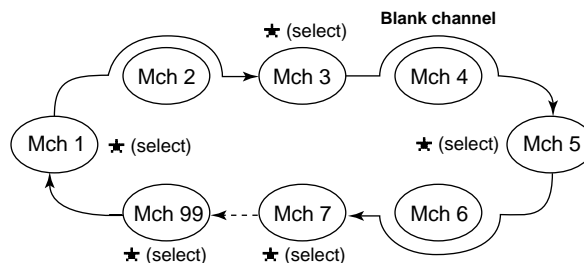 Blank channel
★ (select)
Mch 2
Mch 3
Mch 4
Mch 1
★ (select)
★ (select)
Mch 5
Mch 99
Mch 7
Mch 6
★ (select)
★ (select)